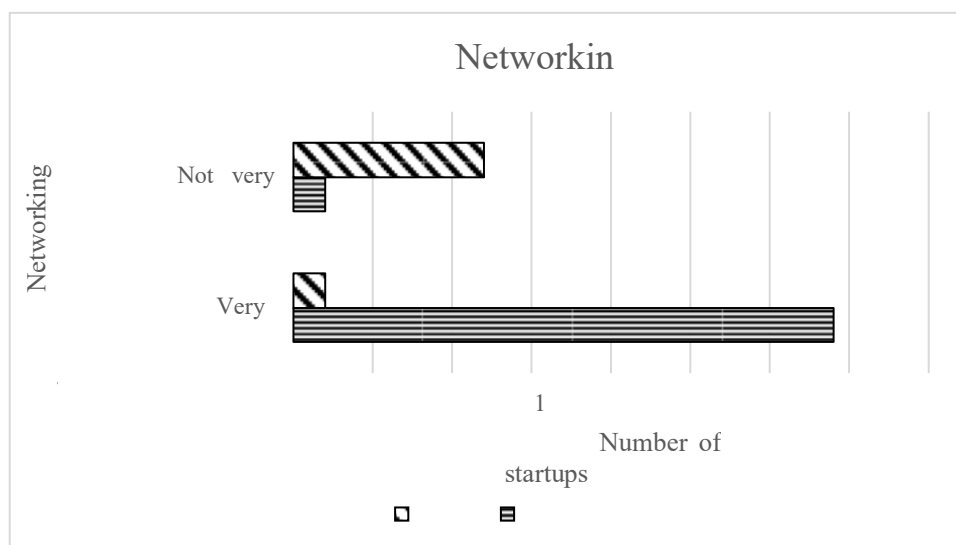 Networkin
Networking
Not very
Very
1
Number of
startups